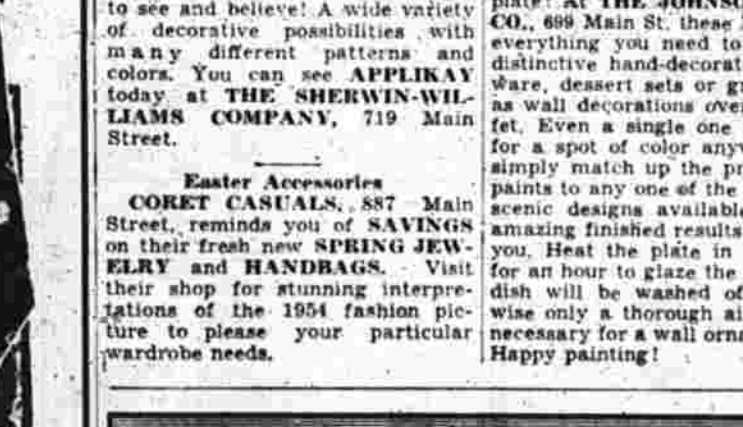 to see and believe! A wide variety
of decorative possibilities with
many different patterns and
colors. You can see APPLIKAY
today at THE SHERWIN-WIL-
LIAMS COMPANY, 719 Main
Street.
Easter Accessories
CORET CASUALS, 887 Main
Street, reminds you of SAVINGS
on their fresh new SPRING JEW-
ELRY and HANDBAGS. Visit
their shop for stunning interpre-
tations of the 1954 fashion pic-
ture to please your particular
wardrobe needs.
plate! At THE JOHNSO
CO., 699 Main St. these
everything you need to
distinctive hand-decorat
ware, dessert sets or g
as wall decorations over
fet. Even a single one
for a spot of color any
simply match up the pr
paints to any one of the
scenic designs available
amazing finished results
you. Heat the plate in
for an hour to glaze the
dish will be washed of
wise only a thorough ai
necessary for a wall orna
Happy painting!